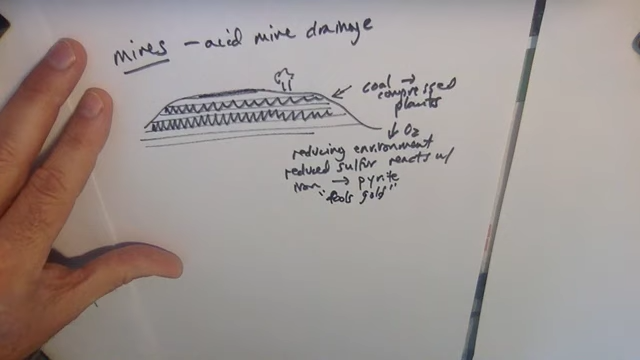 mines - acid mine drainage
coal →
compressed
plants
↓ O2
reducing environment
reduced sulfur reacts w/
iron → pyrite
"fools gold"